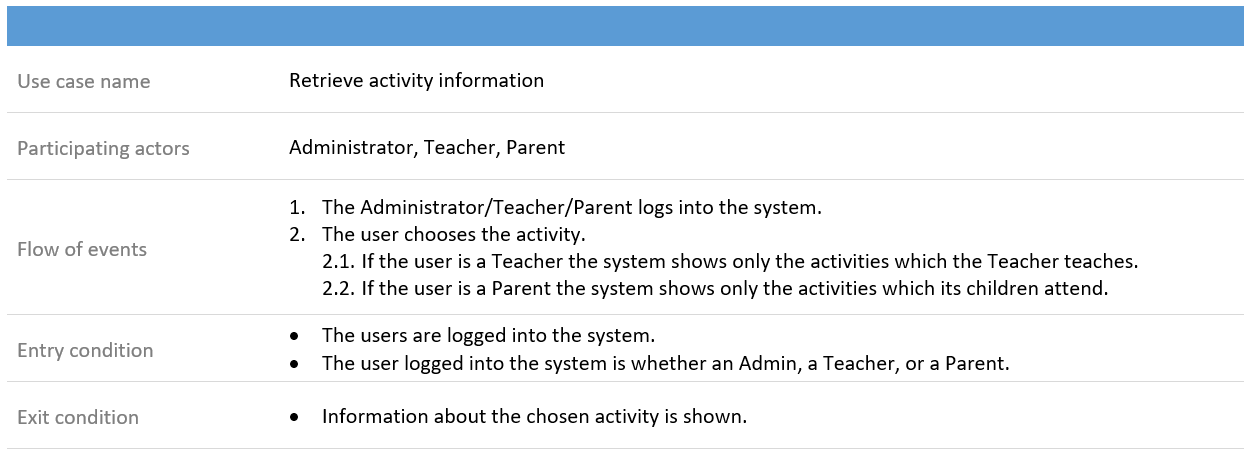 Use case name
Retrieve activity information
Participating actors
Administrator, Teacher, Parent
Flow of events
1. The Administrator/Teacher/Parent logs into the system.
2. The user chooses the activity.
2.1. If the user is a Teacher the system shows only the activities which the Teacher teaches.
2.2. If the user is a Parent the system shows only the activities which its children attend.
Entry condition
• The users are logged into the system.
• The user logged into the system is whether an Admin, a Teacher, or a Parent.
Exit condition
• Information about the chosen activity is shown.